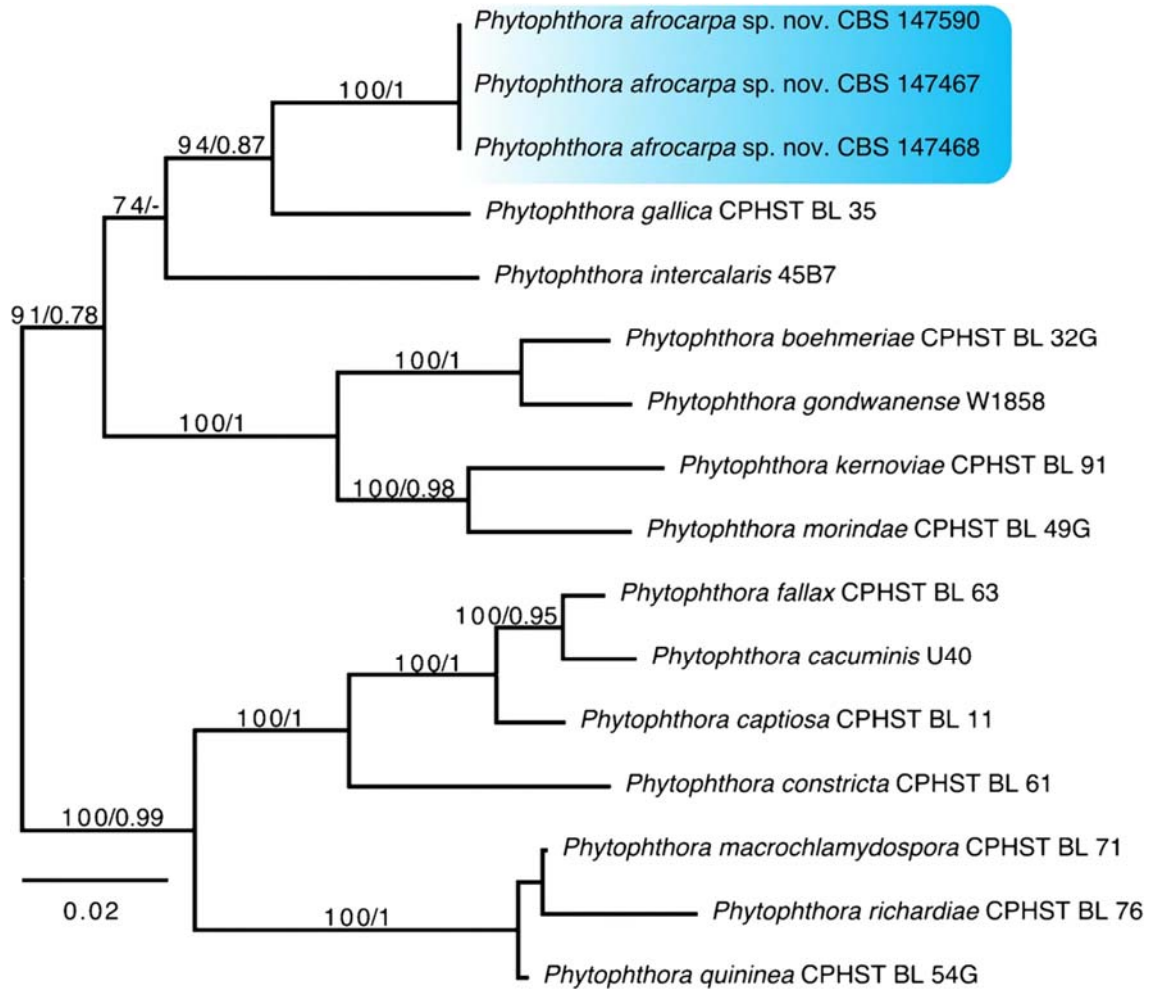 Phytophthora afrocarpa sp. nov. CBS 147590
Phytophthora afrocarpa sp. nov. CBS 147467
100/1
Phytophthora afrocarpa sp. nov. CBS 147468
94/0.87
Phytophthora gallica CPHST BL 35
74/-
Phytophthora intercalaris 45B7
91/0.78
Phytophthora boehmeriae CPHST BL 32G
100/1
Phytophthora gondwanense W1858
100/1
Phytophthora kernoviae CPHST BL 91
100/0.98
Phytophthora morindae CPHST BL 49G
Phytophthora fallax CPHST BL 63
100/0.95
Phytophthora cacuminis U40
100/1
Phytophthora captiosa CPHST BL 11
100/1
Phytophthora constricta CPHST BL 61
100/0.99
Phytophthora macrochlamydospora CPHST BL 71
0.02
Phytophthora richardiae CPHST BL 76
100/1
Phytophthora quininea CPHST BL 54G